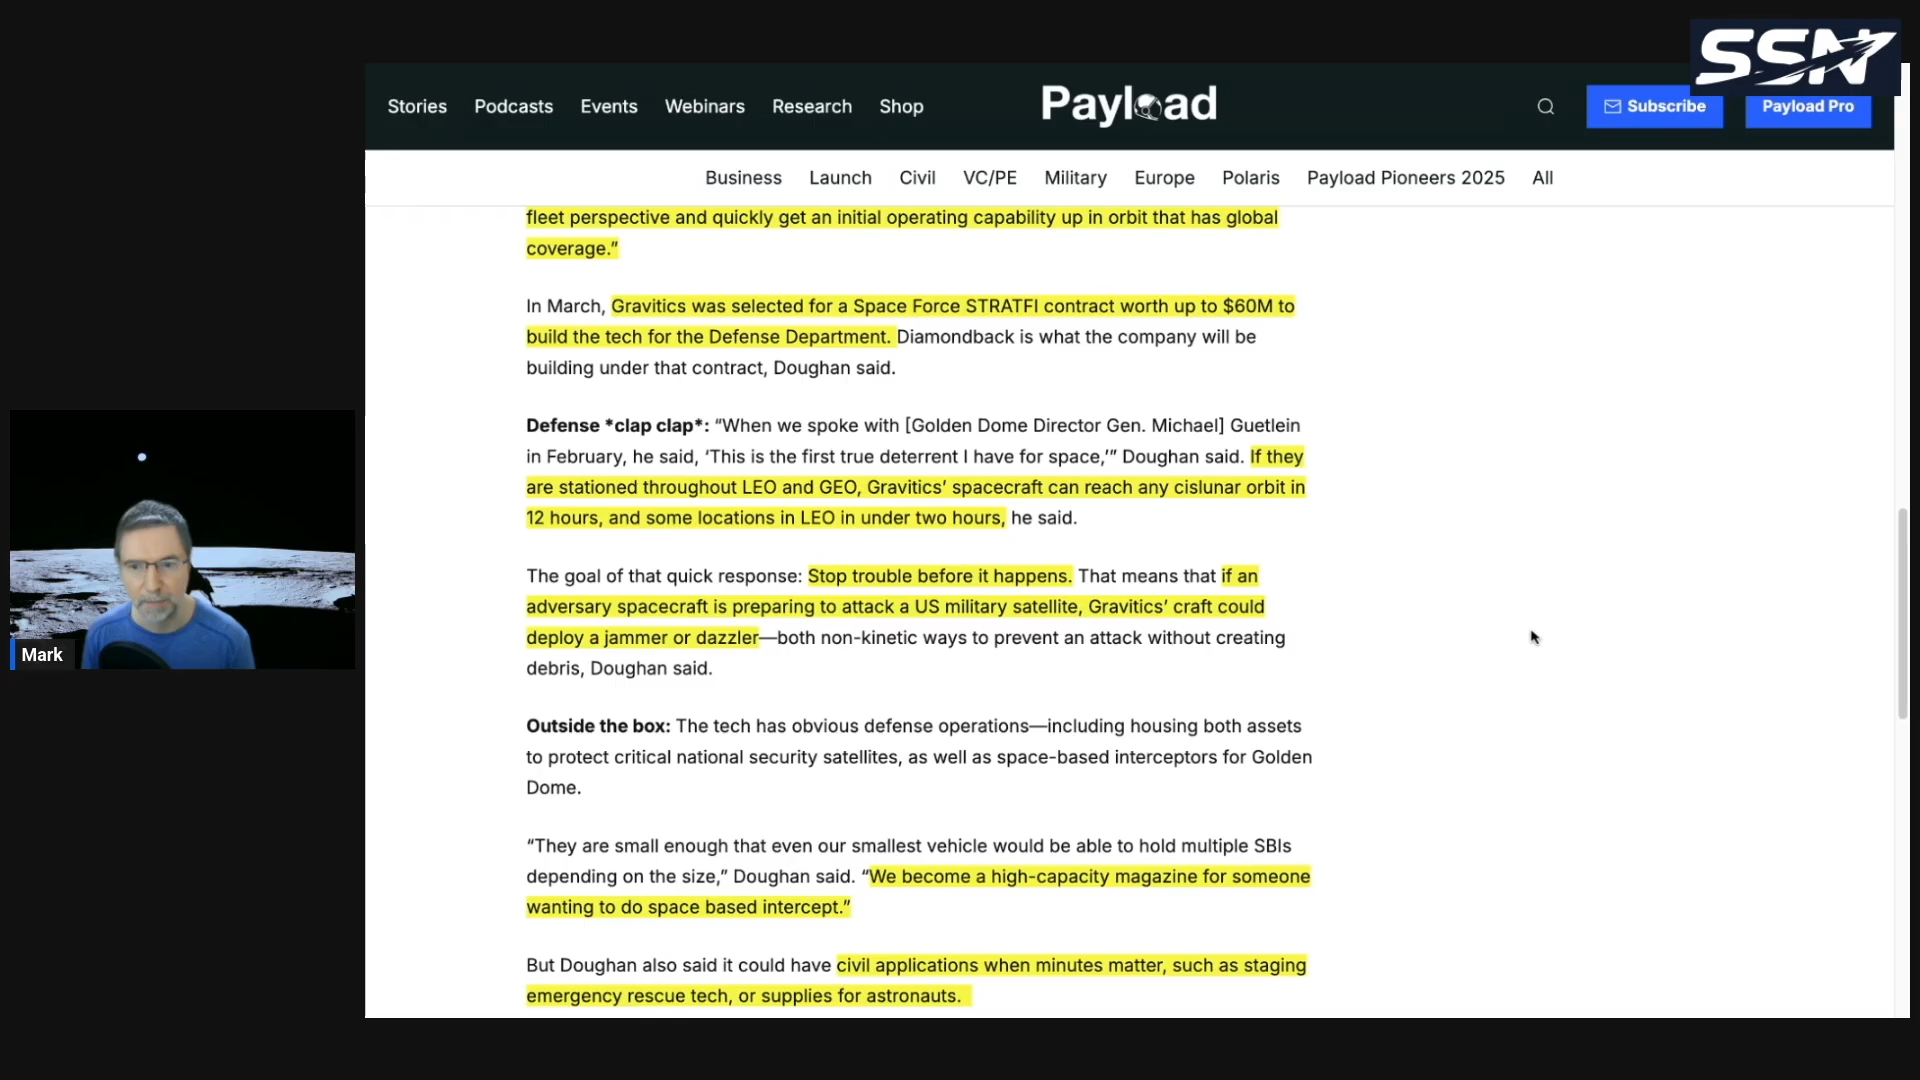 SSN
Stories Podcasts Events Webinars Research Shop Payload Subscribe Payload Pro
Business Launch Civil VC/PE Military Europe Polaris Payload Pioneers 2025 All
fleet perspective and quickly get an initial operating capability up in orbit that has global
coverage.”
In March, Gravitics was selected for a Space Force STRATFI contract worth up to $60M to
build the tech for the Defense Department. Diamondback is what the company will be
building under that contract, Doughan said.
Defense *clap clap*: “When we spoke with [Golden Dome Director Gen. Michael] Guetlein
in February, he said, ‘This is the first true deterrent I have for space,’” Doughan said. If they
are stationed throughout LEO and GEO, Gravitics’ spacecraft can reach any cislunar orbit in
12 hours, and some locations in LEO in under two hours, he said.
The goal of that quick response: Stop trouble before it happens. That means that if an
adversary spacecraft is preparing to attack a US military satellite, Gravitics’ craft could
deploy a jammer or dazzler—both non-kinetic ways to prevent an attack without creating
debris, Doughan said.
Outside the box: The tech has obvious defense operations—including housing both assets
to protect critical national security satellites, as well as space-based interceptors for Golden
Dome.
“They are small enough that even our smallest vehicle would be able to hold multiple SBIs
depending on the size,” Doughan said. “We become a high-capacity magazine for someone
wanting to do space based intercept.”
But Doughan also said it could have civil applications when minutes matter, such as staging
emergency rescue tech, or supplies for astronauts.
Mark